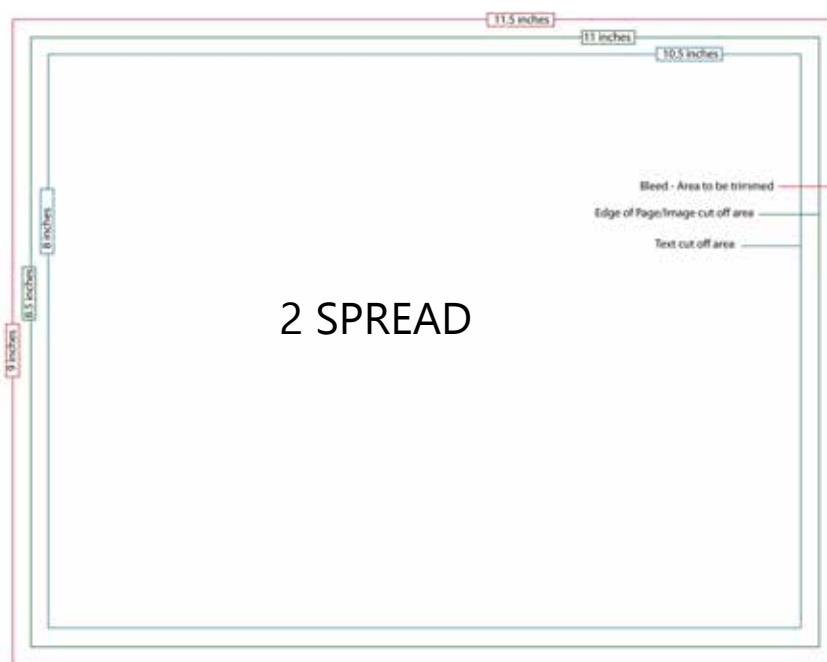 11.5 inches
11 inches
10.5 inches
Bleed - Area to be trimmed
Edge of Page/Image cut off area
Text cut off area
8 inches
8.5 inches
9 inches
2 SPREAD